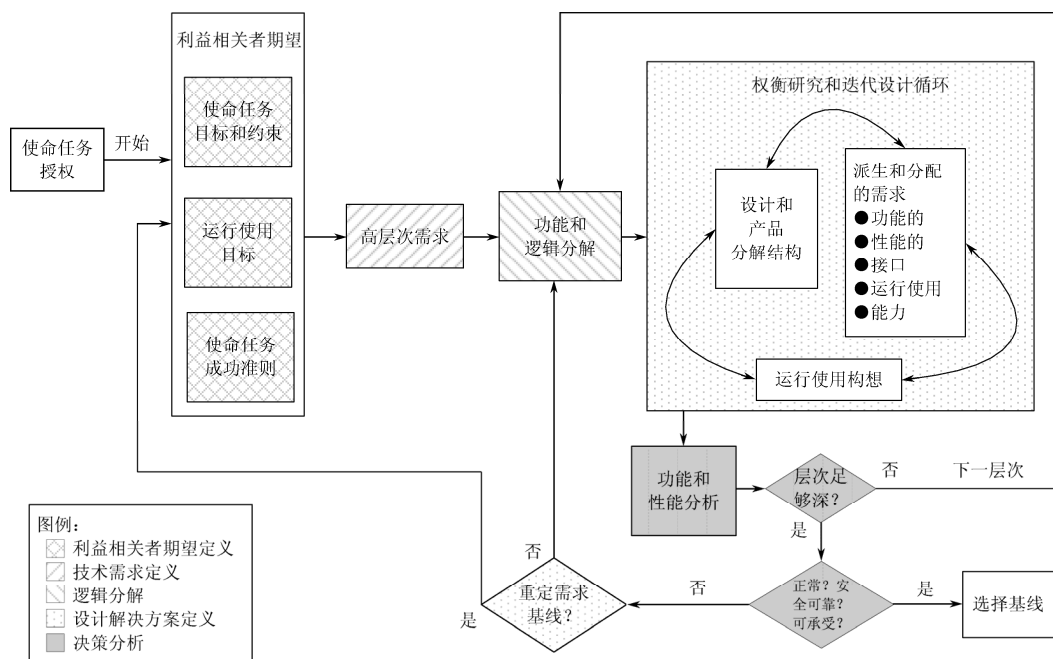 利益相关者期望
使命任务
目标和约束
使命任务
授权
开始
运行使用
目标
使命任务
成功准则
高层次需求
功能和
逻辑分解
权衡研究和迭代设计循环
设计和
产品
分解结构
派生和分配
的需求
●功能的
●性能的
●接口
●运行使用
●能力
运行使用构想
功能和
性能分析
层次足
够深？
否
下一层次
是
正常？安
全可靠？
可承受？
是
选择基线
否
重定需求
基线？
否
是
图例：
利益相关者期望定义
技术需求定义
逻辑分解
设计解决方案定义
决策分析